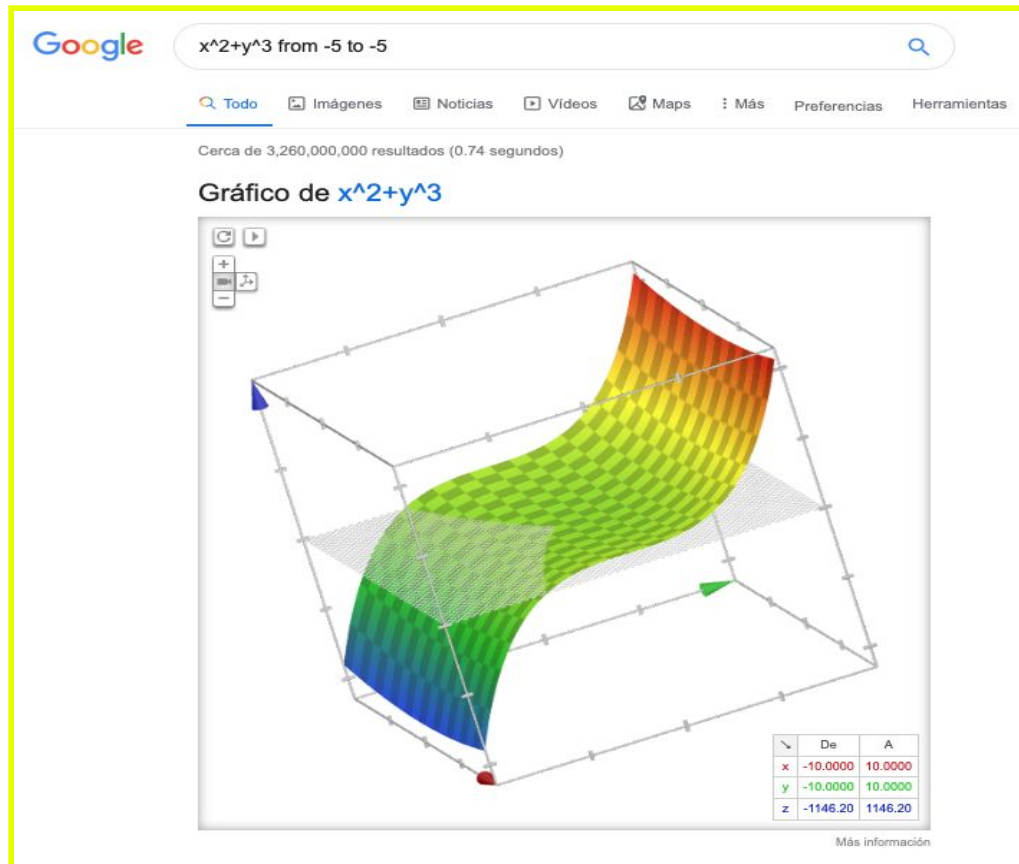 Google
x^2+y^3 from -5 to -5
Todo Imágenes Noticias Vídeos Maps Más Preferencias Herramientas
Cerca de 3,260,000,000 resultados (0.74 segundos)
Gráfico de x^2+y^3
De A
x -10.0000 10.0000
y -10.0000 10.0000
z -1146.20 1146.20
Más información